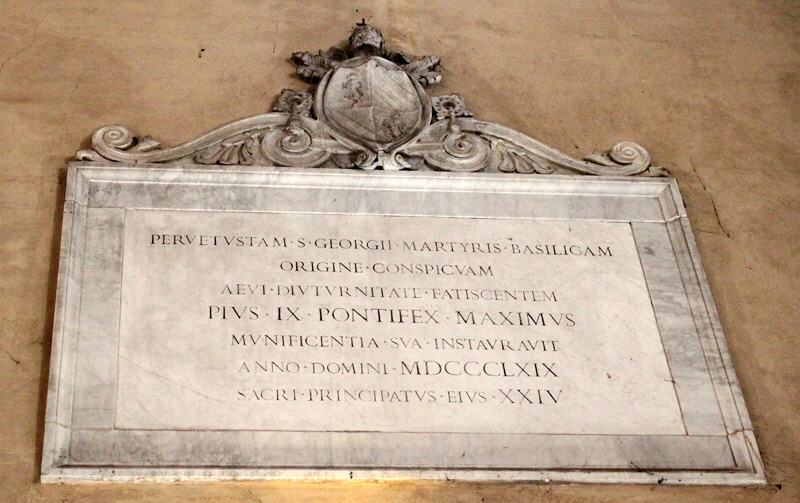 PERVETVSTAM·S·GEORGII·MARTYRIS·BASILICAM
ORIGINE·CONSPICVAM
AEVI·DIVTVRNITATE·FATISCENTEM
PIVS·IX·PONTIFEX·MAXIMVS
MVNIFICENTIA·SVA·INSTAVRAVIT
ANNO·DOMINI·MDCCCLXIX
SACRI·PRINCIPATVS·EIVS·XXIV